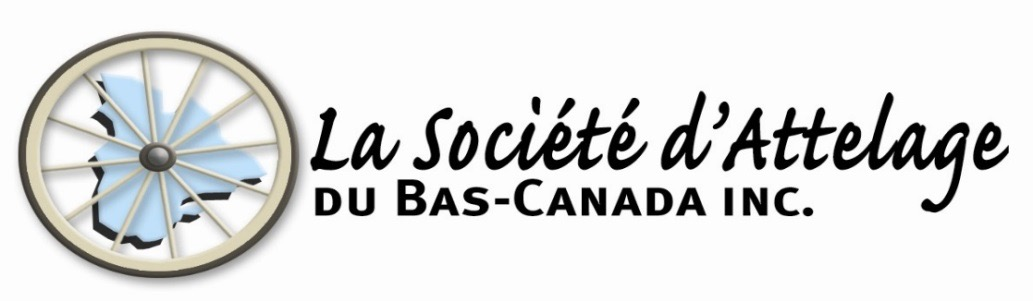 La Société d'Attelage
DU BAS-CANADA INC.